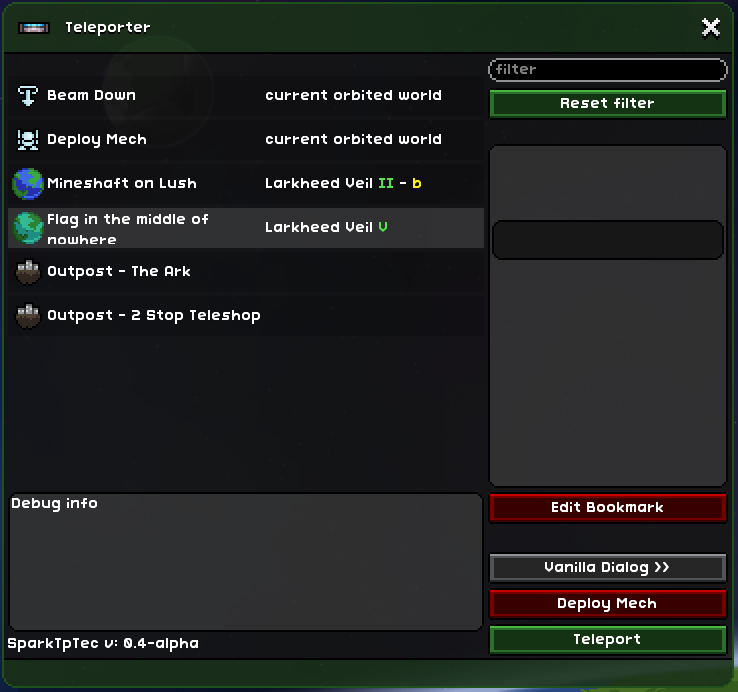 Teleporter
filter
Reset filter
Beam Down current orbited world
Deploy Mech current orbited world
Mineshaft on Lush Larkheed Veil II - b
Flag in the middle of
nowhere
Larkheed Veil V
Outpost - The Ark
Outpost - 2 Stop Teleshop
Debug info
Edit Bookmark
Vanilla Dialog >>
Deploy Mech
Teleport
SparkTpTec v: 0.4-alpha